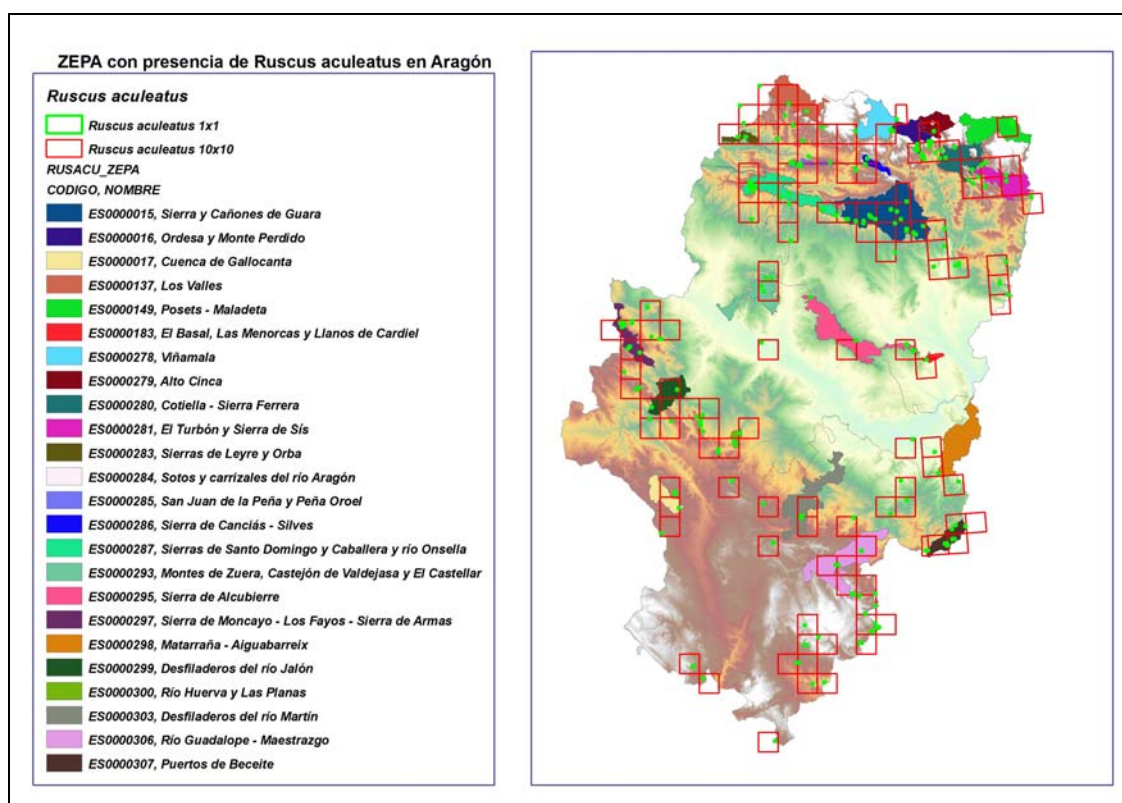 ZEPA con presencia de Ruscus aculeatus en Aragón
Ruscus aculeatus
Ruscus aculeatus 1x1
Ruscus aculeatus 10x10
RUSACU_ZEPA
CODIGO, NOMBRE
ES0000015, Sierra y Cañones de Guara
ES0000016, Ordesa y Monte Perdido
ES0000017, Cuenca de Gallocanta
ES0000137, Los Valles
ES0000149, Posets - Maladeta
ES0000183, El Basal, Las Menorcas y Llanos de Cardiel
ES0000278, Viñamala
ES0000279, Alto Cinca
ES0000280, Cotiella - Sierra Ferrera
ES0000281, El Turbón y Sierra de Sís
ES0000283, Sierras de Leyre y Orba
ES0000284, Sotos y carrizales del río Aragón
ES0000285, San Juan de la Peña y Peña Oroel
ES0000286, Sierra de Canciás - Silves
ES0000287, Sierras de Santo Domingo y Caballera y río Onsella
ES0000293, Montes de Zuera, Castejón de Valdejasa y El Castellar
ES0000295, Sierra de Alcubierre
ES0000297, Sierra de Moncayo - Los Fayos - Sierra de Armas
ES0000298, Matarraña - Aiguabarreix
ES0000299, Desfiladeros del río Jalón
ES0000300, Río Huerva y Las Planas
ES0000303, Desfiladeros del río Martín
ES0000306, Río Guadalope - Maestrazgo
ES0000307, Puertos de Beceite